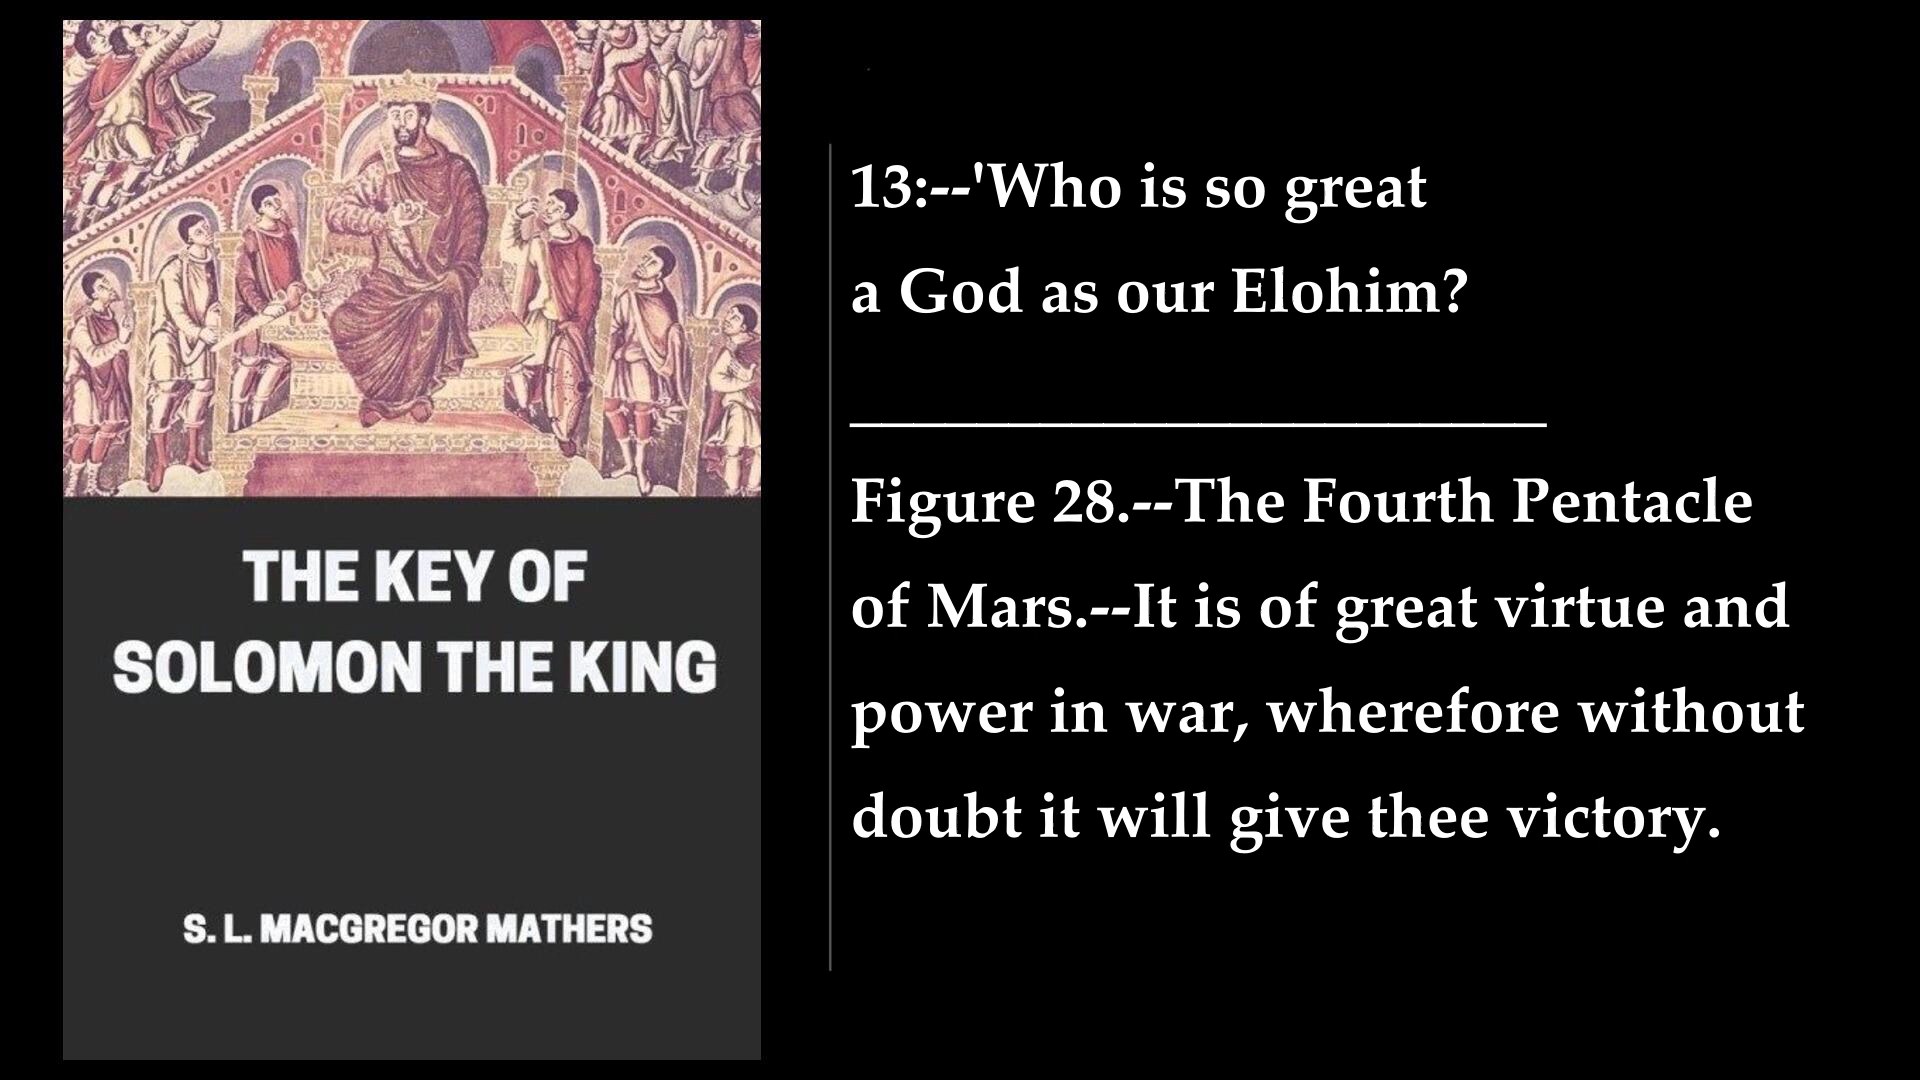 THE KEY OF
SOLOMON THE KING
S. L. MACGREGOR MATHERS
13:--'Who is so great
a God as our Elohim?
______________________
Figure 28.--The Fourth Pentacle
of Mars.--It is of great virtue and
power in war, wherefore without
doubt it will give thee victory.